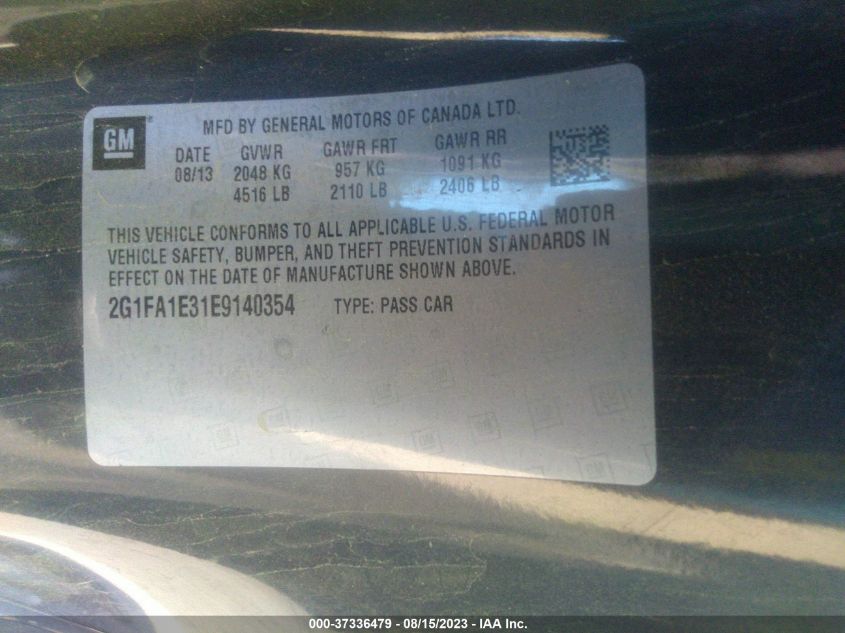 GM
MFD BY GENERAL MOTORS OF CANADA LTD.
DATE GVWR GAWR FRT GAWR RR
08/13 2048 KG 957 KG 1091 KG
4516 LB 2110 LB 2406 LB
THIS VEHICLE CONFORMS TO ALL APPLICABLE U.S. FEDERAL MOTOR
VEHICLE SAFETY, BUMPER, AND THEFT PREVENTION STANDARDS IN
EFFECT ON THE DATE OF MANUFACTURE SHOWN ABOVE.
2G1FA1E31E9140354 TYPE: PASS CAR
000-37336479 - 08/15/2023 - IAA Inc.